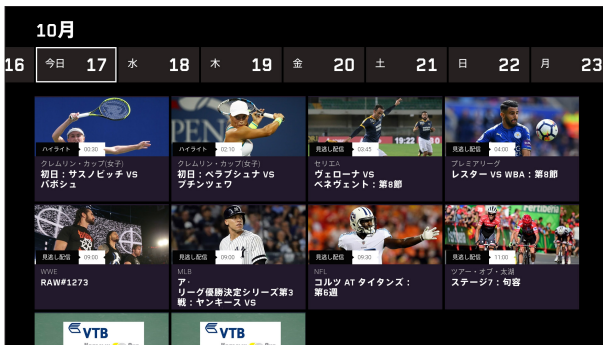 10月
16 今日 17 水 18 木 19 金 20 土 21 日 22 月 23
PEN
19:22
ハイライト 00:30
ハイライト 02:10
見逃し配信 03:45
見逃し配信 04:00
クレムリン・カップ(女子)
初日：サスノビッチ VS
バボシュ
クレムリン・カップ(女子)
初日：ベラブシュナ VS
プチンツェワ
セリエA
ヴェローナ VS
ベネヴェント：第8節
プレミアリーグ
レスター VS WBA：第8節
見逃し配信 09:00
見逃し配信 09:00
見逃し配信 09:30
見逃し配信 11:00
WWE
RAW#1273
MLB
ア・
リーグ優勝決定シリーズ第3
戦：ヤンキース VS
NFL
コルツ AT タイタンズ：
第6週
ツアー・オブ・太湖
ステージ7：句容
VTB
VTB